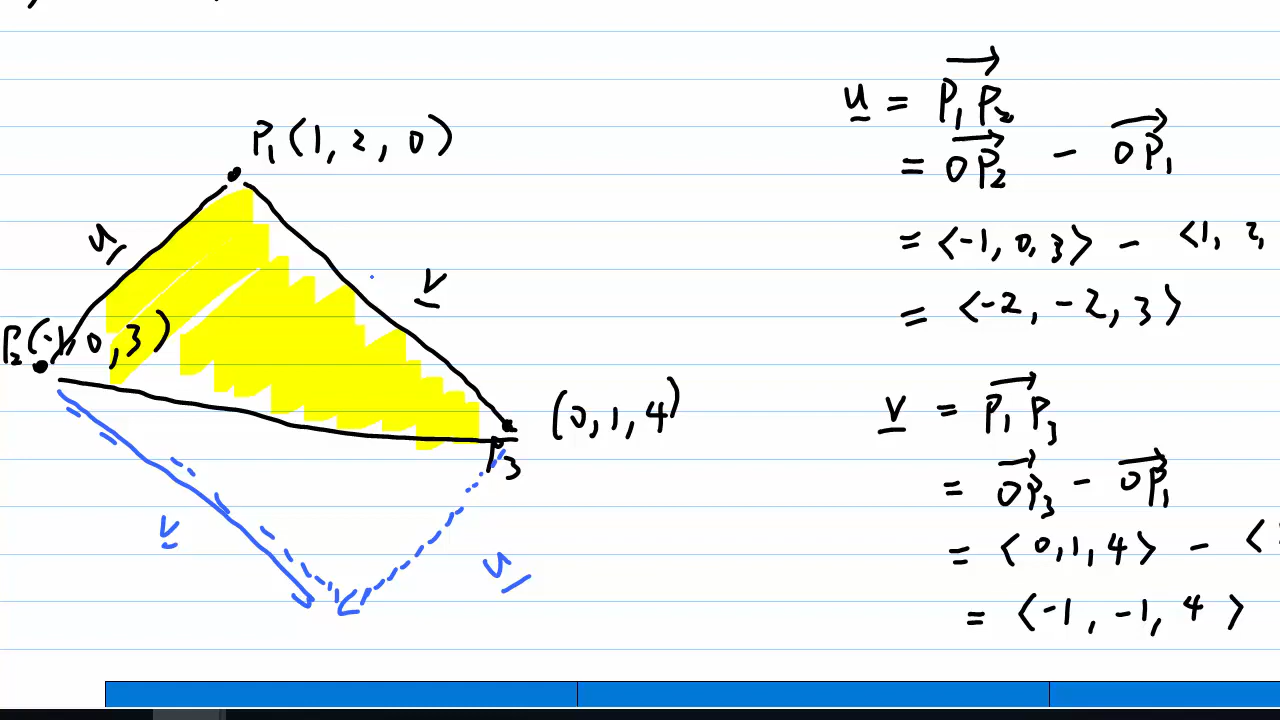 P₁(1, 2, 0)
u
v
P₂(-1, 0, 3)
(0, 1, 4)
P₃
v
u
u = P₁P₂
= OP₂ - OP₁
= <-1, 0, 3> - <1, 2,
= <-2, -2, 3>
v = P₁P₃
= OP₃ - OP₁
= <0, 1, 4> - <
= <-1, -1, 4>